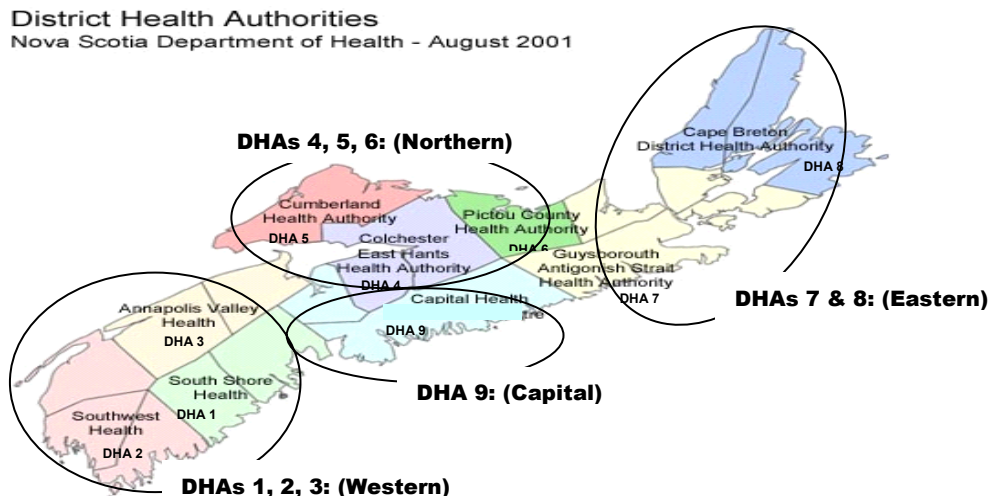 District Health Authorities
Nova Scotia Department of Health - August 2001
DHAs 4, 5, 6: (Northern)
Cape Breton
District Health Authority
DHA 8
Cumberland
Health Authority
DHA 5
Pictou County
Health Authority
DHA 6
Colchester
East Hants
Health Authority
DHA 4
Guysborouth
Antigonish Strait
Health Authority
DHA 7
DHAs 7 & 8: (Eastern)
Capital Health
DHA 9
DHA 9: (Capital)
Annapolis Valley
Health
DHA 3
South Shore
Health
DHA 1
Southwest
Health
DHA 2
DHAs 1, 2, 3: (Western)